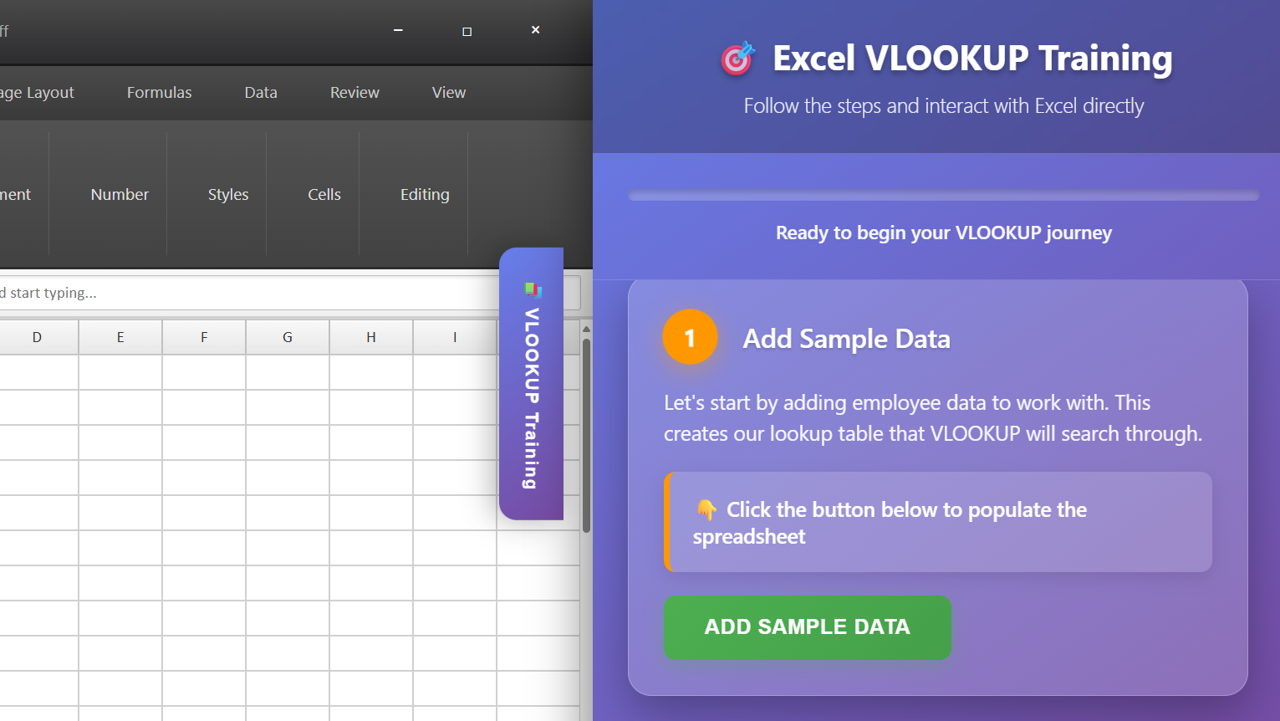 ff
age Layout Formulas Data Review View
ment Number Styles Cells Editing
d start typing...
D E F G H I
VLOOKUP Training
🎯 Excel VLOOKUP Training
Follow the steps and interact with Excel directly
Ready to begin your VLOOKUP journey
1 Add Sample Data
Let's start by adding employee data to work with. This
creates our lookup table that VLOOKUP will search through.
👇 Click the button below to populate the
spreadsheet
ADD SAMPLE DATA